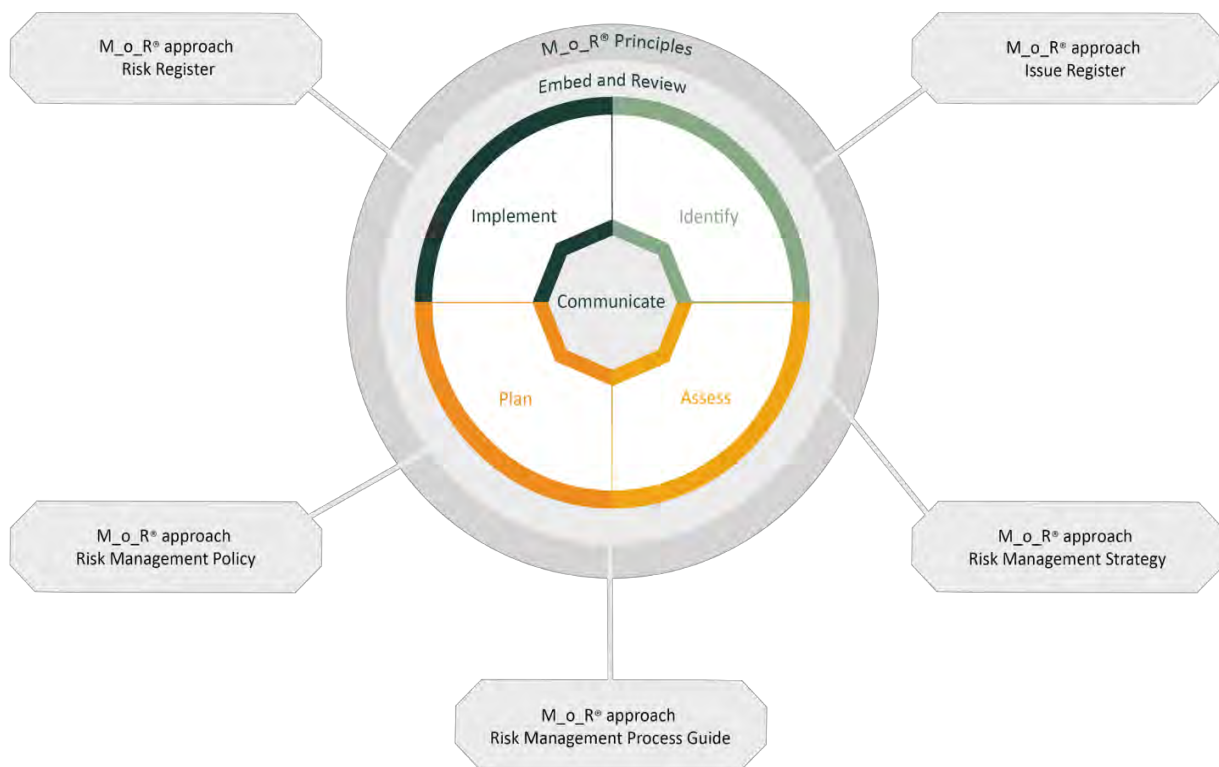 M_o_R® approach
Risk Register
M_o_R® Principles
Embed and Review
M_o_R® approach
Issue Register
Implement
Identify
Communicate
Plan
Assess
M_o_R® approach
Risk Management Policy
M_o_R® approach
Risk Management Strategy
M_o_R® approach
Risk Management Process Guide